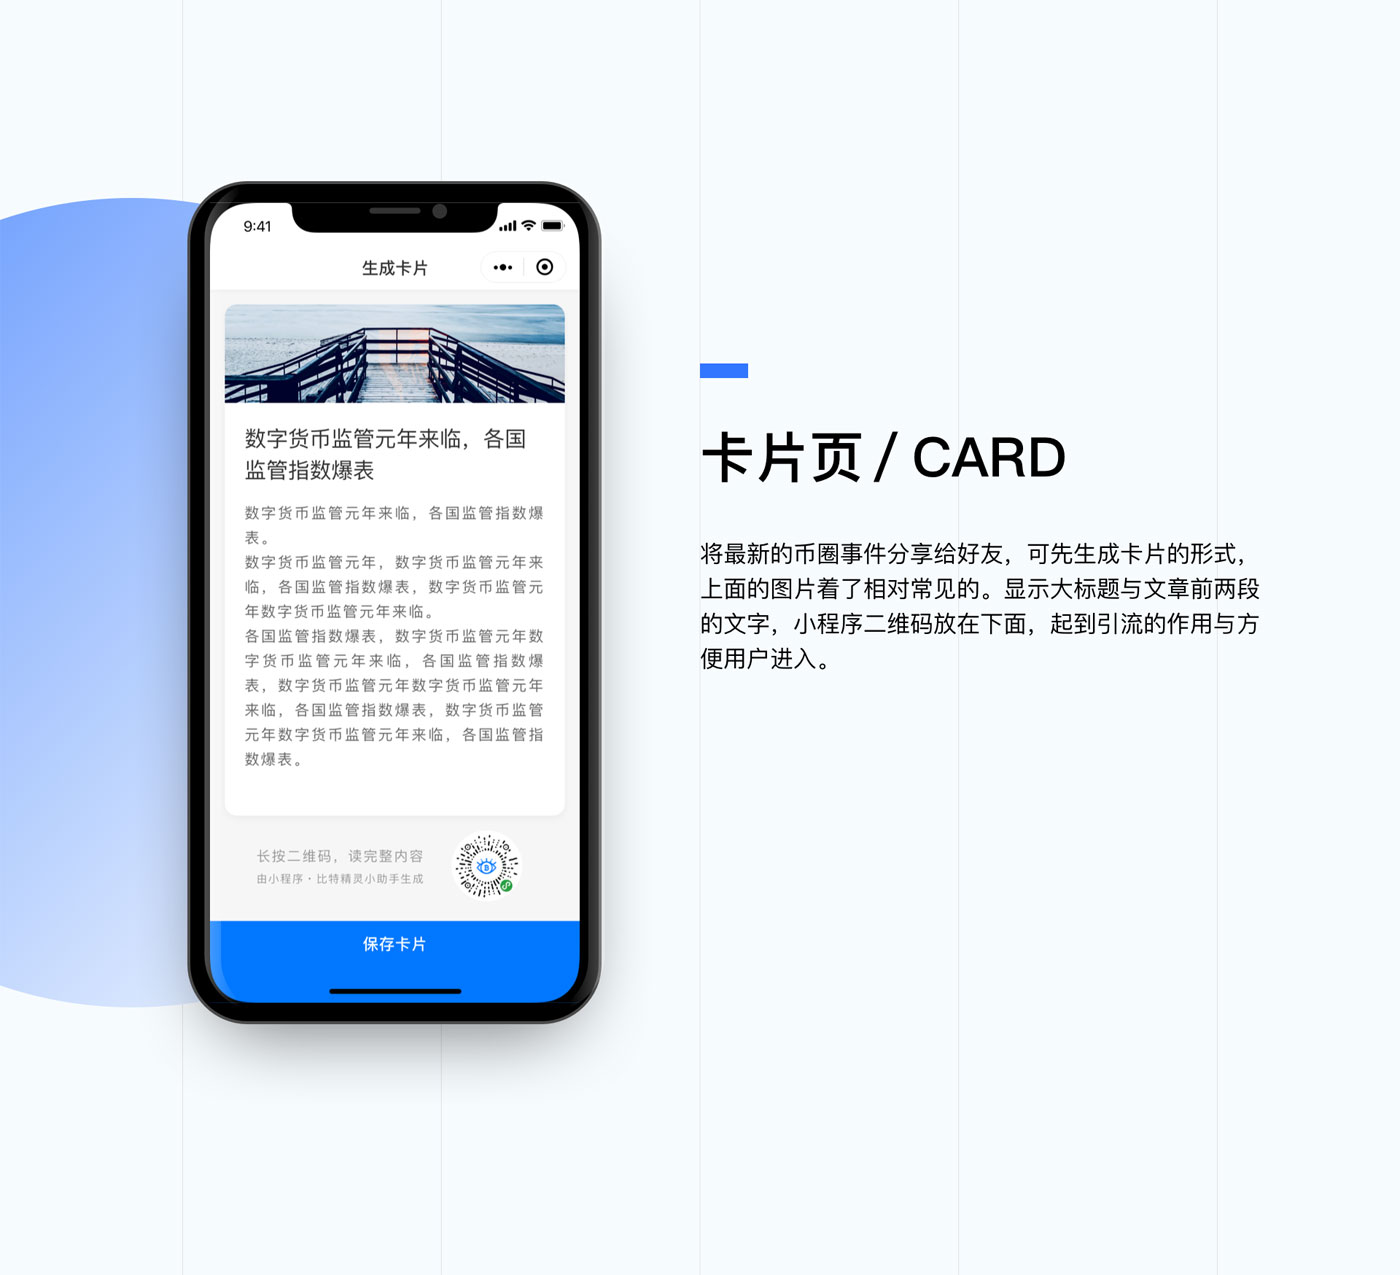 9:41
生成卡片
数字货币监管元年来临，各国
监管指数爆表
数字货币监管元年来临，各国监管指数爆
表。
数字货币监管元年，数字货币监管元年来
临，各国监管指数爆表，数字货币监管元
年数字货币监管元年来临。
各国监管指数爆表，数字货币监管元年数
字货币监管元年来临，各国监管指数爆
表，数字货币监管元年数字货币监管元年
来临，各国监管指数爆表，数字货币监管
元年数字货币监管元年来临，各国监管指
数爆表。
长按二维码，读完整内容
由小程序·比特精灵小助手生成
保存卡片
卡片页 / CARD
将最新的币圈事件分享给好友，可先生成卡片的形式，
上面的图片着了相对常见的。显示大标题与文章前两段
的文字，小程序二维码放在下面，起到引流的作用与方
便用户进入。